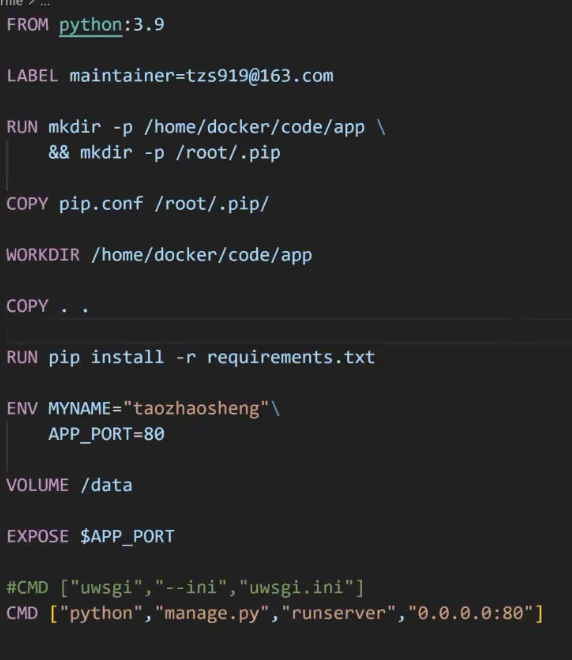 FROM python:3.9
LABEL maintainer=tzs919@163.com
RUN mkdir -p /home/docker/code/app \
    && mkdir -p /root/.pip
COPY pip.conf /root/.pip/
WORKDIR /home/docker/code/app
COPY . .
RUN pip install -r requirements.txt
ENV MYNAME="taozhaosheng"\
    APP_PORT=80
VOLUME /data
EXPOSE $APP_PORT
#CMD ["uwsgi","--ini","uwsgi.ini"]
CMD ["python","manage.py","runserver","0.0.0.0:80"]